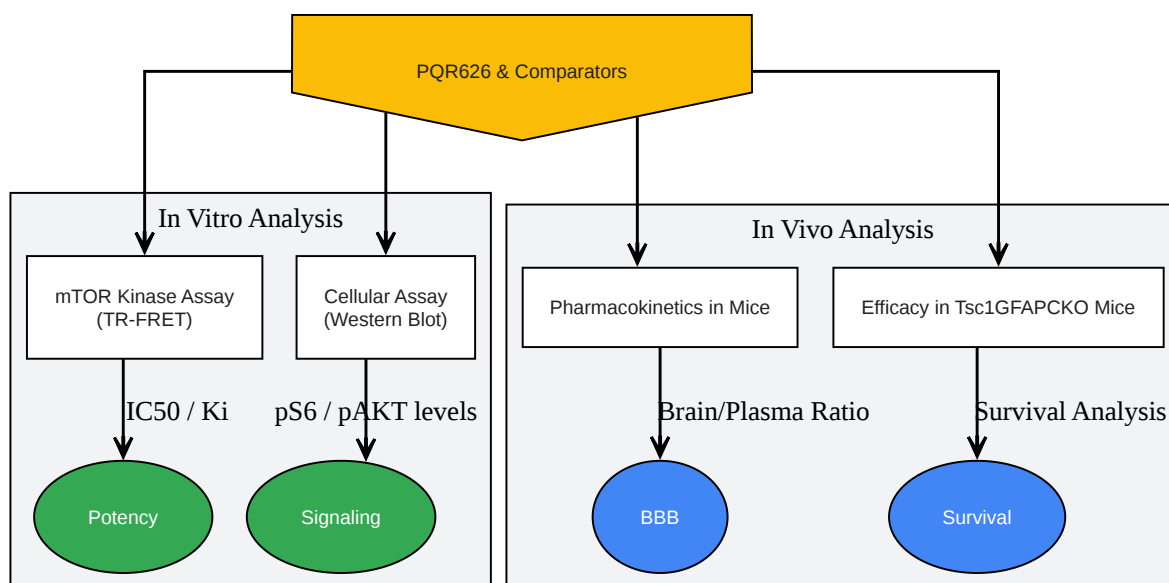 PQR626 & Comparators
In Vitro Analysis
mTOR Kinase Assay
(TR-FRET)
Cellular Assay
(Western Blot)
IC50 / Ki
pS6 / pAKT levels
Potency
Signaling
In Vivo Analysis
Pharmacokinetics in Mice
Efficacy in Tsc1GFAPCKO Mice
Brain/Plasma Ratio
Survival Analysis
BBB
Survival